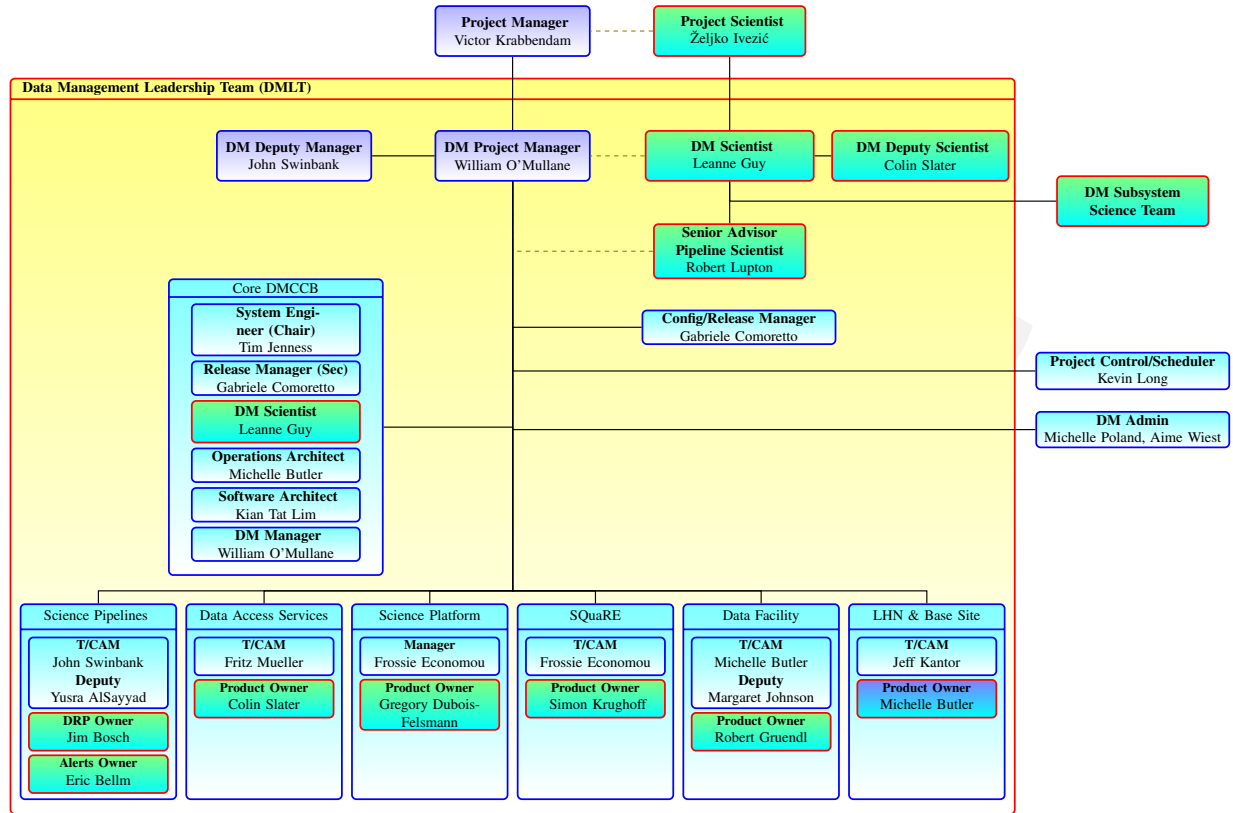 Project Manager
Victor Krabbendam
Project Scientist
Željko Ivezić
Data Management Leadership Team (DMLT)
DM Deputy Manager
John Swinbank
DM Project Manager
William O'Mullane
DM Scientist
Leanne Guy
DM Deputy Scientist
Colin Slater
DM Subsystem
Science Team
Senior Advisor
Pipeline Scientist
Robert Lupton
Core DMCCB
System Engi-
neer (Chair)
Tim Jenness
Release Manager (Sec)
Gabriele Comoretto
DM Scientist
Leanne Guy
Operations Architect
Michelle Butler
Software Architect
Kian Tat Lim
DM Manager
William O'Mullane
Config/Release Manager
Gabriele Comoretto
Project Control/Scheduler
Kevin Long
DM Admin
Michelle Poland, Aime Wiest
Science Pipelines
T/CAM
John Swinbank
Deputy
Yusra AlSayyad
DRP Owner
Jim Bosch
Alerts Owner
Eric Bellm
Data Access Services
T/CAM
Fritz Mueller
Product Owner
Colin Slater
Science Platform
Manager
Frossie Economou
Product Owner
Gregory Dubois-
Felsmann
SQuaRE
T/CAM
Frossie Economou
Product Owner
Simon Krughoff
Data Facility
T/CAM
Michelle Butler
Deputy
Margaret Johnson
Product Owner
Robert Gruendl
LHN & Base Site
T/CAM
Jeff Kantor
Product Owner
Michelle Butler